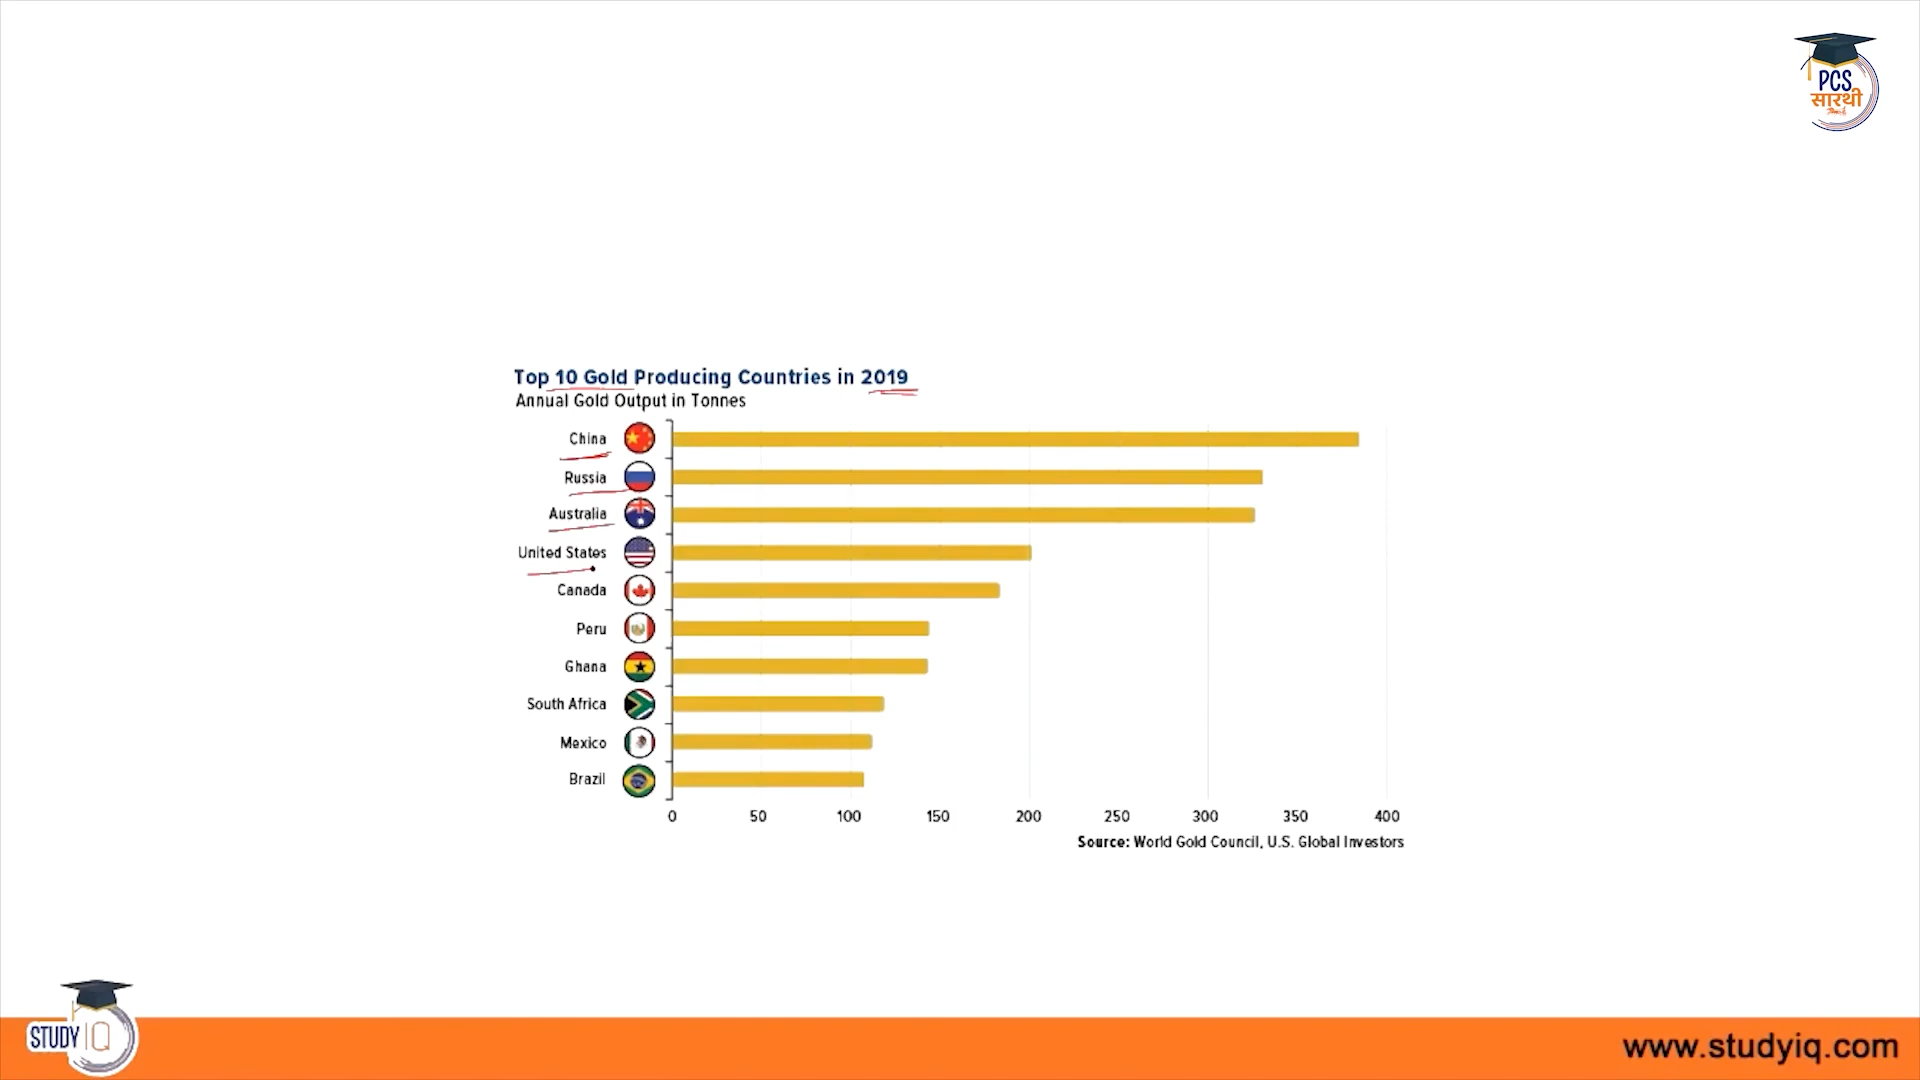 PCS
सारथी
Top 10 Gold Producing Countries in 2019
Annual Gold Output in Tonnes
China
Russia
Australia
United States
Canada
Peru
Ghana
South Africa
Mexico
Brazil
0 50 100 150 200 250 300 350 400
Source: World Gold Council, U.S. Global Investors
STUDY IQ
www.studyiq.com